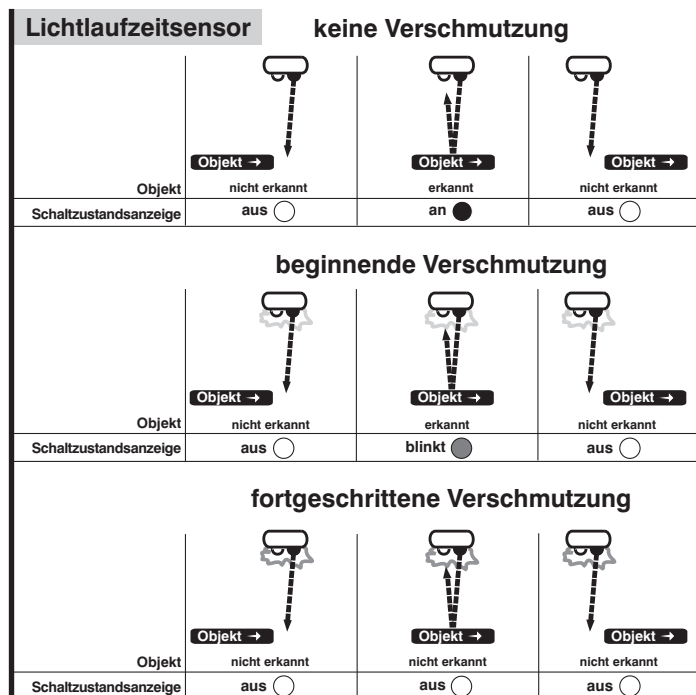 Lichtlaufzeitsensor keine Verschmutzung
Objekt → Objekt → Objekt →
Objekt nicht erkannt erkannt nicht erkannt
Schaltzustandsanzeige aus an aus
beginnende Verschmutzung
Objekt → Objekt → Objekt →
Objekt nicht erkannt erkannt nicht erkannt
Schaltzustandsanzeige aus blinkt aus
fortgeschrittene Verschmutzung
Objekt → Objekt → Objekt →
Objekt nicht erkannt nicht erkannt nicht erkannt
Schaltzustandsanzeige aus aus aus